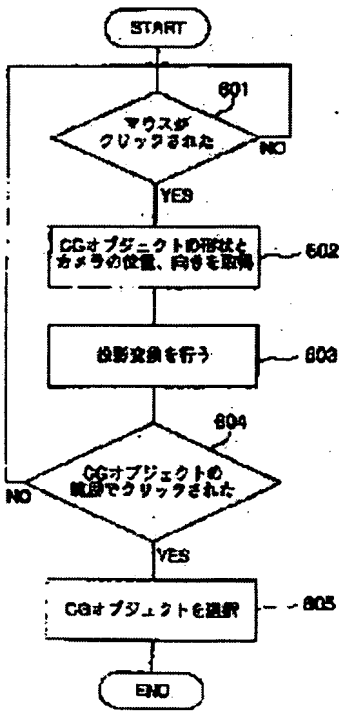 START
601
マウスが
クリックされた
NO
YES
CGオブジェクトの形状と
カメラの位置、向きを取得
602
投影変換を行う
603
604
CGオブジェクトの
範囲でクリックされた
NO
YES
CGオブジェクトを選択
605
END